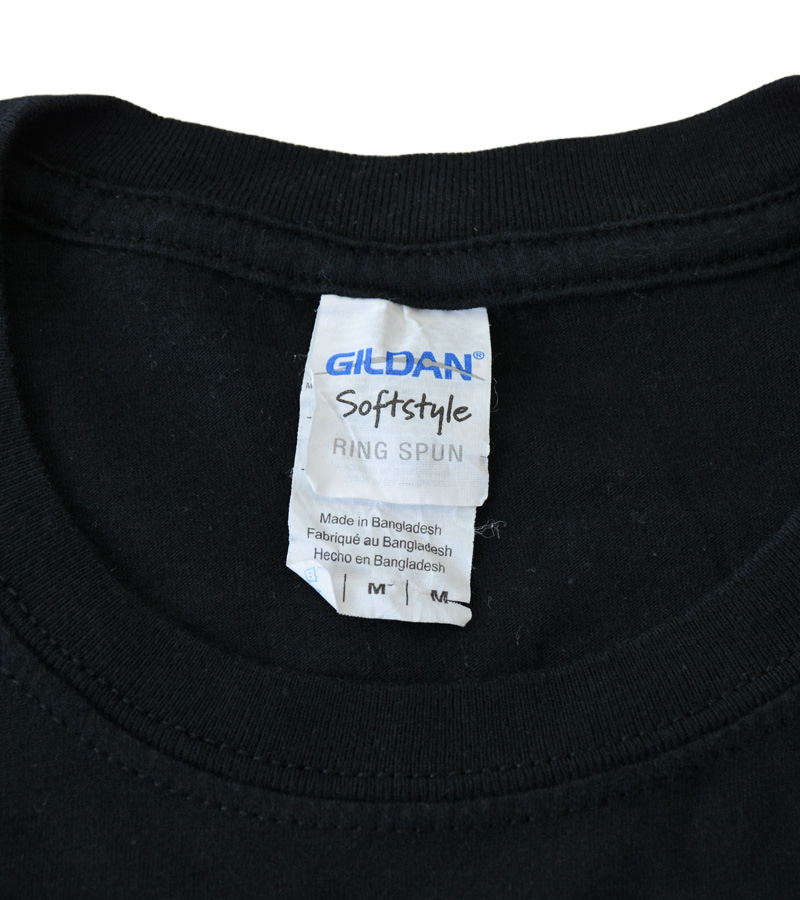 GILDAN®
Softstyle
RING SPUN
Made in Bangladesh
Fabriqué au Bangladesh
Hecho en Bangladesh
| M | M